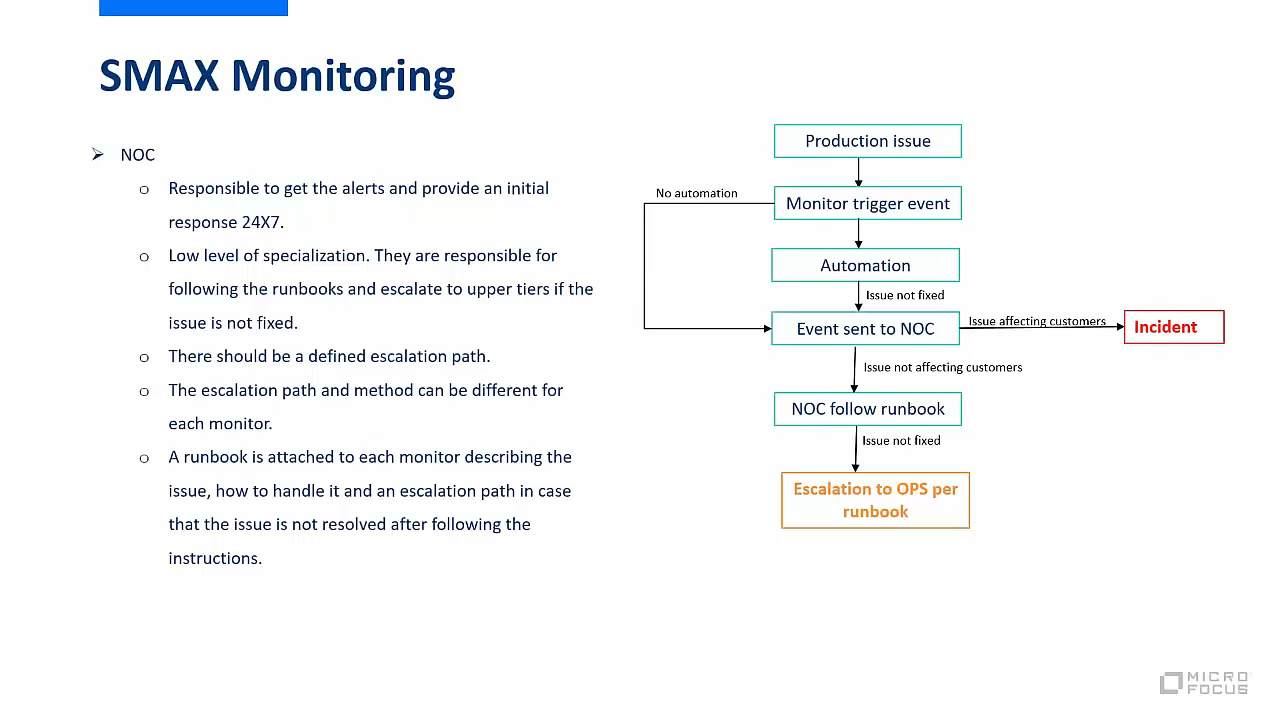 SMAX Monitoring
NOC
Responsible to get the alerts and provide an initial
response 24X7.
Low level of specialization. They are responsible for
following the runbooks and escalate to upper tiers if the
issue is not fixed.
There should be a defined escalation path.
The escalation path and method can be different for
each monitor.
A runbook is attached to each monitor describing the
issue, how to handle it and an escalation path in case
that the issue is not resolved after following the
instructions.
Production issue
No automation
Monitor trigger event
Automation
Issue not fixed
Event sent to NOC
Issue affecting customers
Incident
Issue not affecting customers
NOC follow runbook
Issue not fixed
Escalation to OPS per
runbook
MICRO
FOCUS